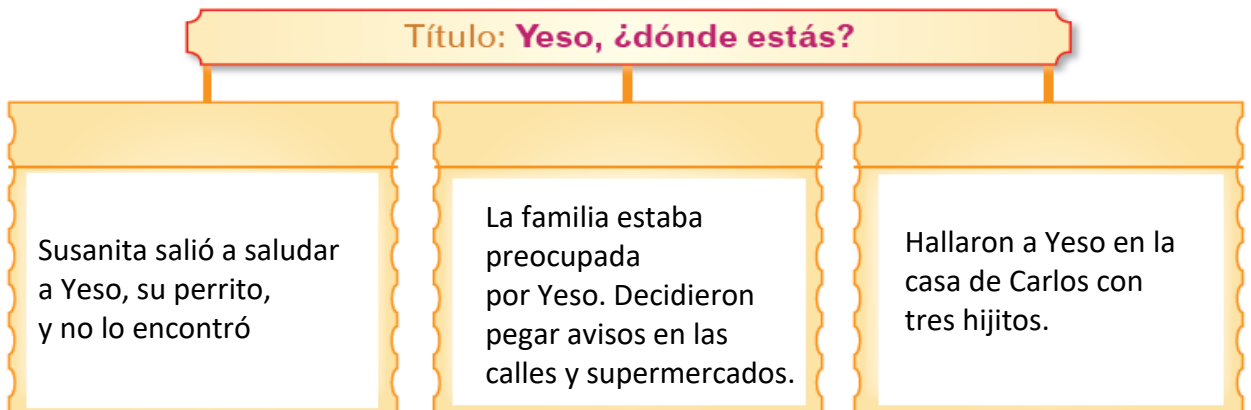 Título: Yeso, ¿dónde estás?
Susanita salió a saludar
a Yeso, su perrito,
y no lo encontró
La familia estaba
preocupada
por Yeso. Decidieron
pegar avisos en las
calles y supermercados.
Hallaron a Yeso en la
casa de Carlos con
tres hijitos.